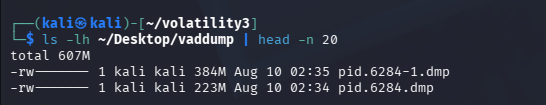 ┌──(kali㉿kali)-[~/volatility3]
└─$ ls -lh ~/Desktop/vaddump | head -n 20
total 607M
-rw------- 1 kali kali 384M Aug 10 02:35 pid.6284-1.dmp
-rw------- 1 kali kali 223M Aug 10 02:34 pid.6284.dmp